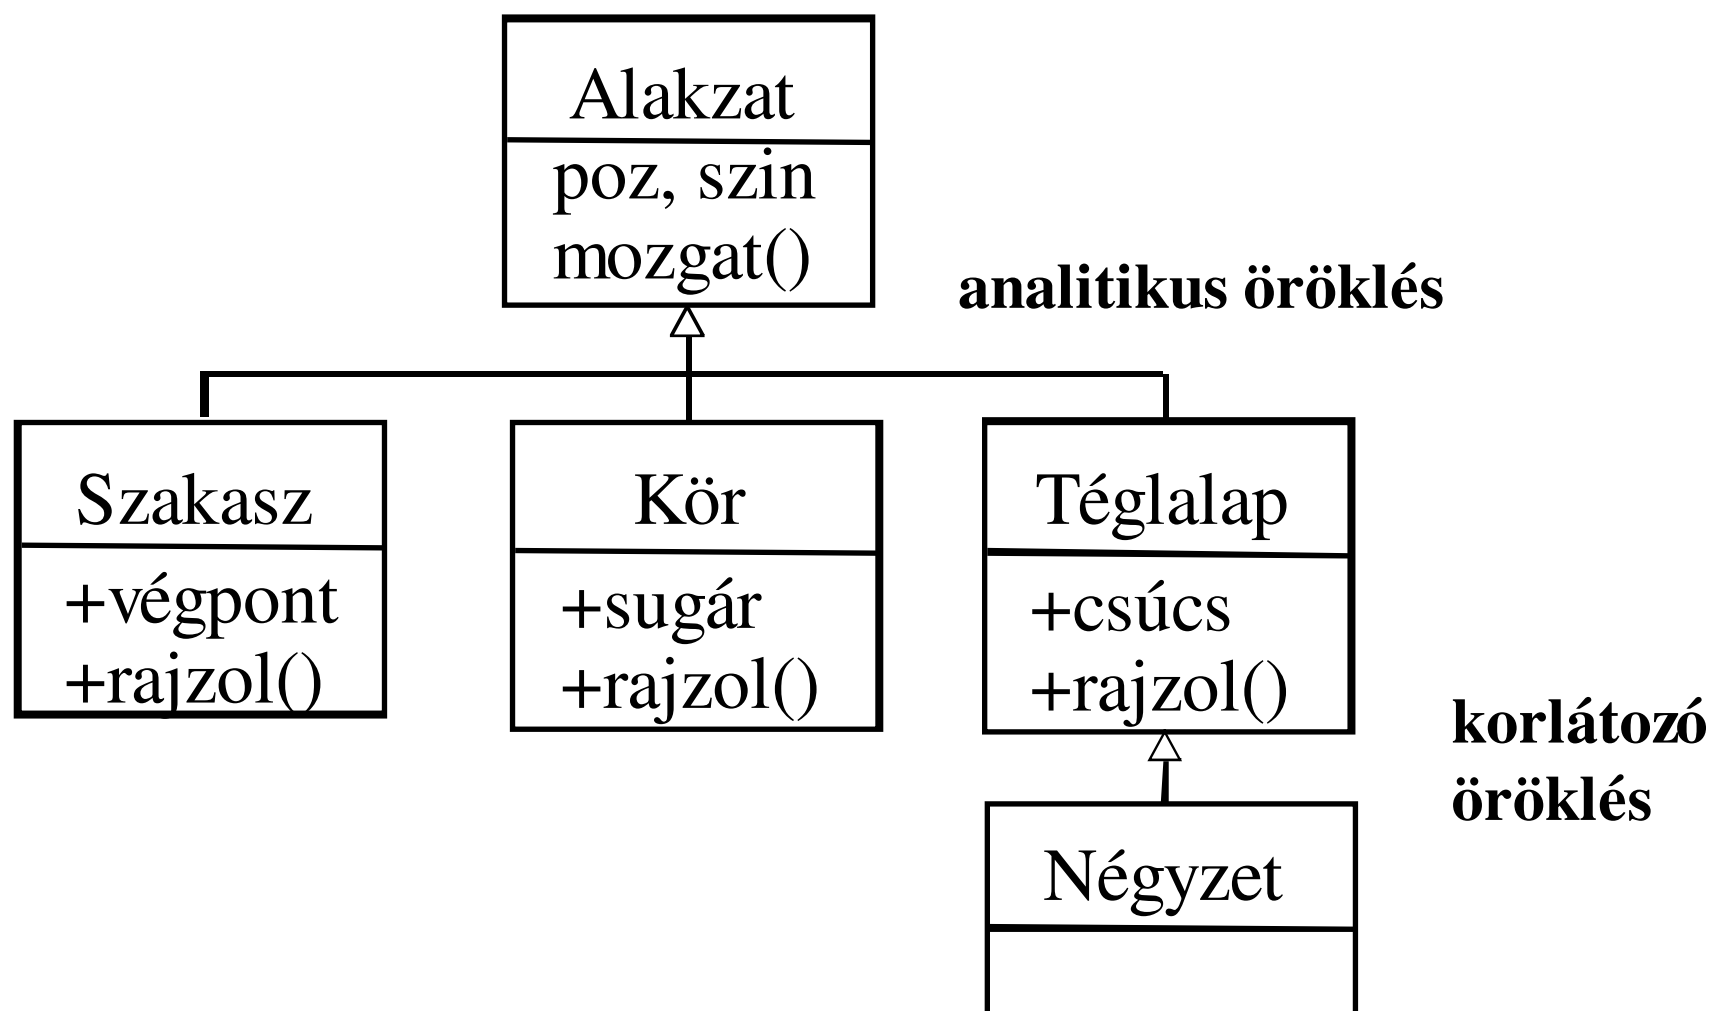 Alakzat
poz, szin
mozgat()
analitikus öröklés
Szakasz
+végpont
+rajzol()
Kör
+sugár
+rajzol()
Téglalap
+csúcs
+rajzol()
korlátozó
öröklés
Négyzet